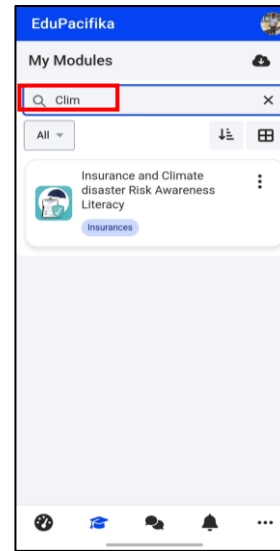 EduPacifika
My Modules
Clim
All
Insurance and Climate
disaster Risk Awareness
Literacy
Insurances